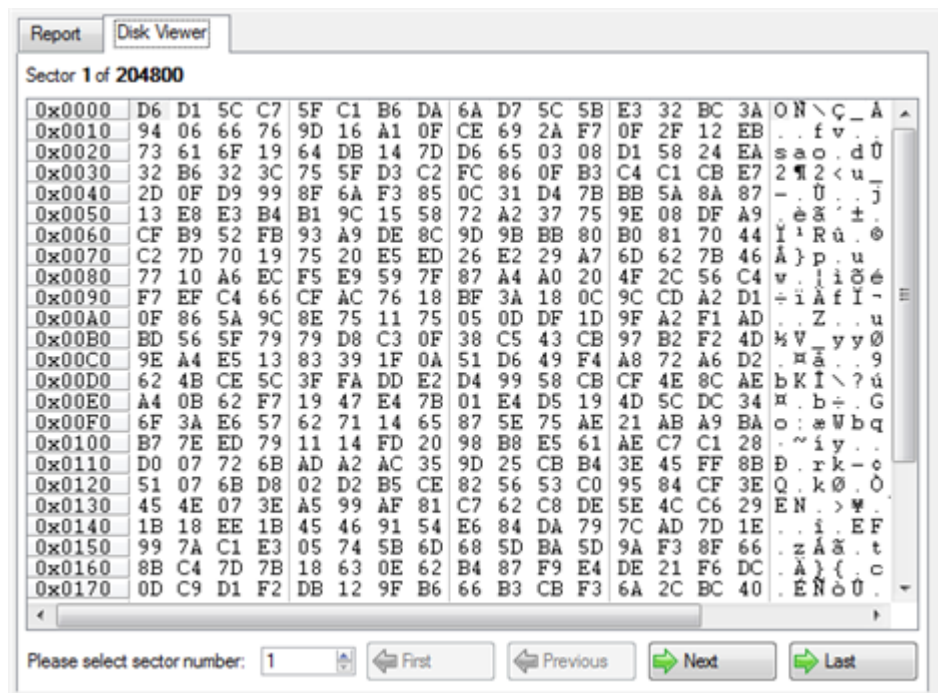 Report Disk Viewer
Sector 1 of 204800
0x0000 D6 D1 5C C7 5F C1 B6 DA 6A D7 5C 5B E3 32 BC 3A Ö Ñ \ Ç _ Á
0x0010 94 06 66 76 9D 16 A1 0F CE 69 2A F7 0F 2F 12 EB . . f v . .
0x0020 73 61 6F 19 64 DB 14 7D D6 65 03 08 D1 58 24 EA s a o . d Û
0x0030 32 B6 32 3C 75 5F D3 C2 FC 86 0F B3 C4 C1 CB E7 2 ¶ 2 < u _
0x0040 2D 0F D9 99 8F 6A F3 85 0C 31 D4 7B BB 5A 8A 87 - . Ù . . j
0x0050 13 E8 E3 B4 B1 9C 15 58 72 A2 37 75 9E 08 DF A9 . è ã ´ ± .
0x0060 CF B9 52 FB 93 A9 DE 8C 9D 9B BB 80 B0 81 70 44 Ï ¹ R û . ©
0x0070 C2 7D 70 19 75 20 E5 ED 26 E2 29 A7 6D 62 7B 46 Â } p . u
0x0080 77 10 A6 EC F5 E9 59 7F 87 A4 A0 20 4F 2C 56 C4 w . ¦ ì õ é
0x0090 F7 EF C4 66 CF AC 76 18 BF 3A 18 0C 9C CD A2 D1 ÷ ï Ä f Ï ¬
0x00A0 0F 86 5A 9C 8E 75 11 75 05 0D DF 1D 9F A2 F1 AD . . Z . . u
0x00B0 BD 56 5F 79 79 D8 C3 0F 38 C5 43 CB 97 B2 F2 4D ½ V _ y y Ø
0x00C0 9E A4 E5 13 83 39 1F 0A 51 D6 49 F4 A8 72 A6 D2 . ¤ å . . 9
0x00D0 62 4B CE 5C 3F FA DD E2 D4 99 58 CB CF 4E 8C AE b K Î \ ? ú
0x00E0 A4 0B 62 F7 19 47 E4 7B 01 E4 D5 19 4D 5C DC 34 ¤ . b ÷ . G
0x00F0 6F 3A E6 57 62 71 14 65 87 5E 75 AE 21 AB A9 BA o : æ W b q
0x0100 B7 7E ED 79 11 14 FD 20 98 B8 E5 61 AE C7 C1 28 · ~ í y . .
0x0110 D0 07 72 6B AD A2 AC 35 9D 25 CB B4 3E 45 FF 8B Ð . r k - ¢
0x0120 51 07 6B D8 02 D2 B5 CE 82 56 53 C0 95 84 CF 3E Q . k Ø . Ò
0x0130 45 4E 07 3E A5 99 AF 81 C7 62 C8 DE 5E 4C C6 29 E N . > ¥ .
0x0140 1B 18 EE 1B 45 46 91 54 E6 84 DA 79 7C AD 7D 1E . . î . E F
0x0150 99 7A C1 E3 05 74 5B 6D 68 5D BA 5D 9A F3 8F 66 . z Á ã . t
0x0160 8B C4 7D 7B 18 63 0E 62 B4 87 F9 E4 DE 21 F6 DC . Ä } { . c
0x0170 0D C9 D1 F2 DB 12 9F B6 66 B3 CB F3 6A 2C BC 40 . É Ñ ò Û .
Please select sector number: 1 First Previous Next Last